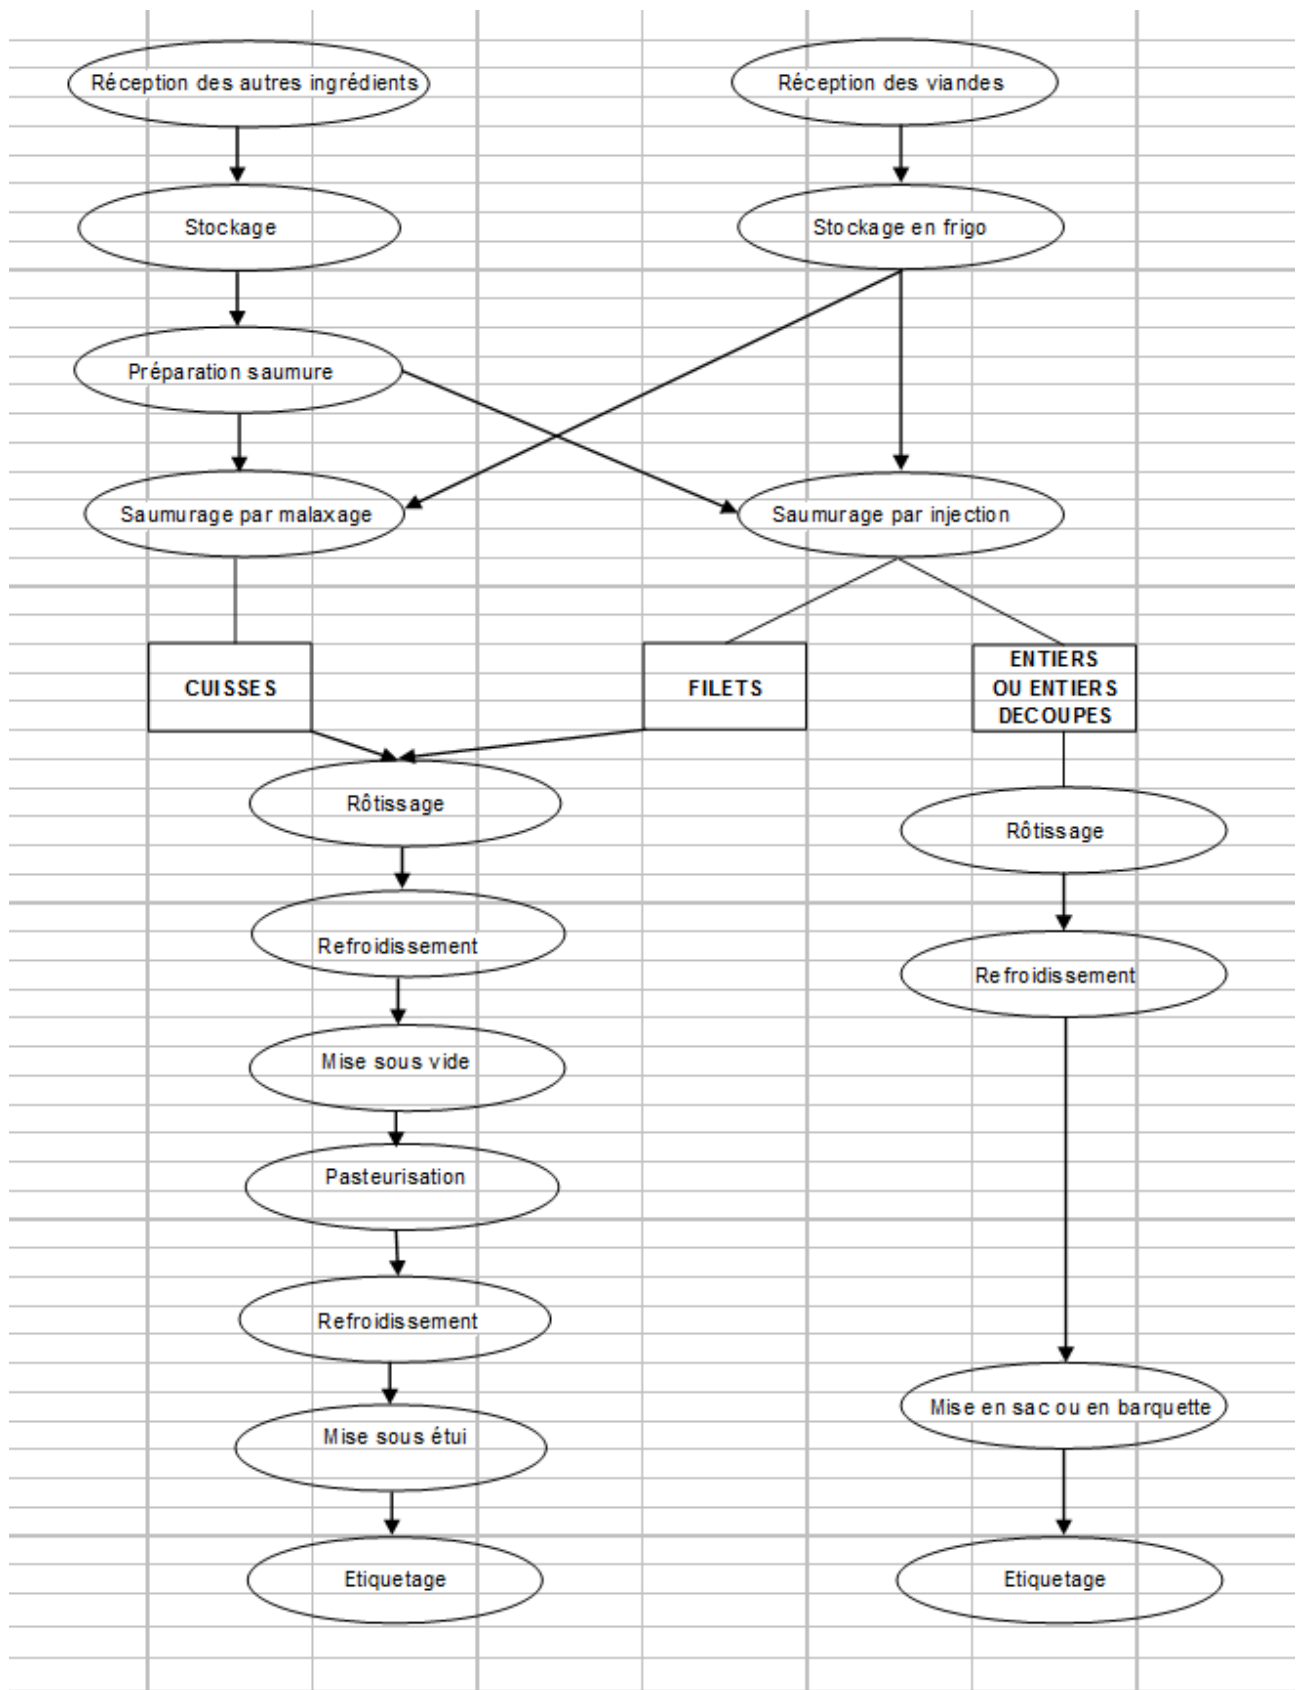 Réception des autres ingrédients
Réception des viandes
Stockage
Stockage en frigo
Préparation saumure
Saumurage par malaxage
Saumurage par injection
CUISSES
FILETS
ENTIERS
OU ENTIERS
DECOUPES
Rôtissage
Rôtissage
Refroidissement
Refroidissement
Mise sous vide
Pasteurisation
Refroidissement
Mise en sac ou en barquette
Mise sous étui
Etiquetage
Etiquetage